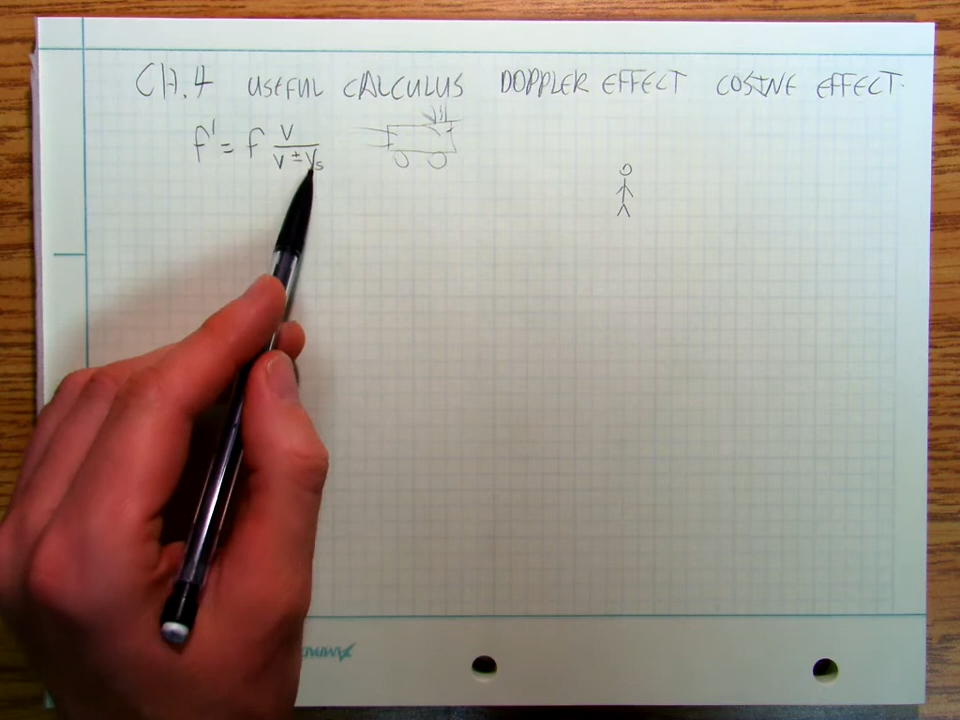 CH.4 USEFUL CALCULUS DOPPLER EFFECT COSINE EFFECT.
f' = f v / (v ± vs)